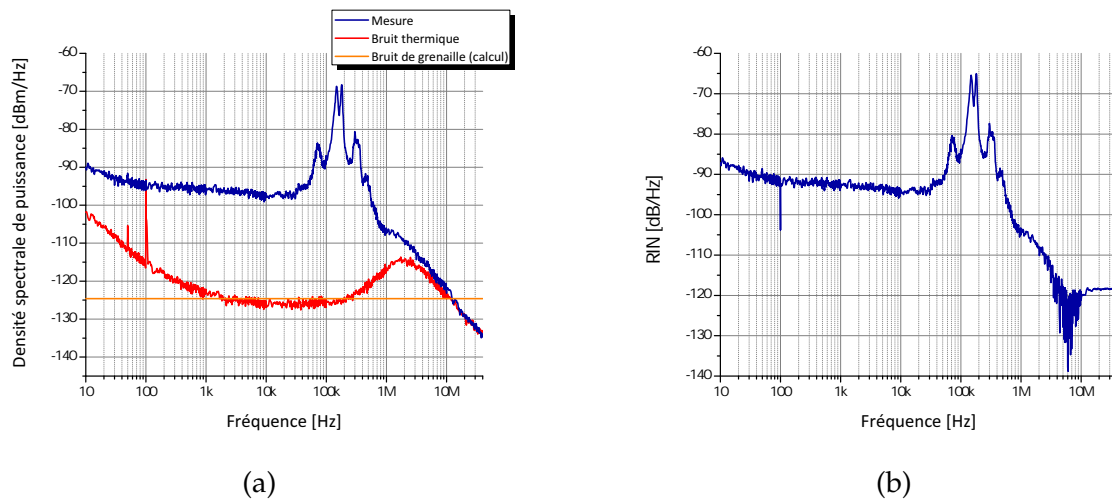 Mesure
Bruit thermique
Bruit de grenaille (calcul)
Densité spectrale de puissance [dBm/Hz]
-60
-70
-80
-90
-100
-110
-120
-130
-140
10 100 1k 10k 100k 1M 10M
Fréquence [Hz]
(a)
RIN [dB/Hz]
-60
-70
-80
-90
-100
-110
-120
-130
-140
10 100 1k 10k 100k 1M 10M
Fréquence [Hz]
(b)